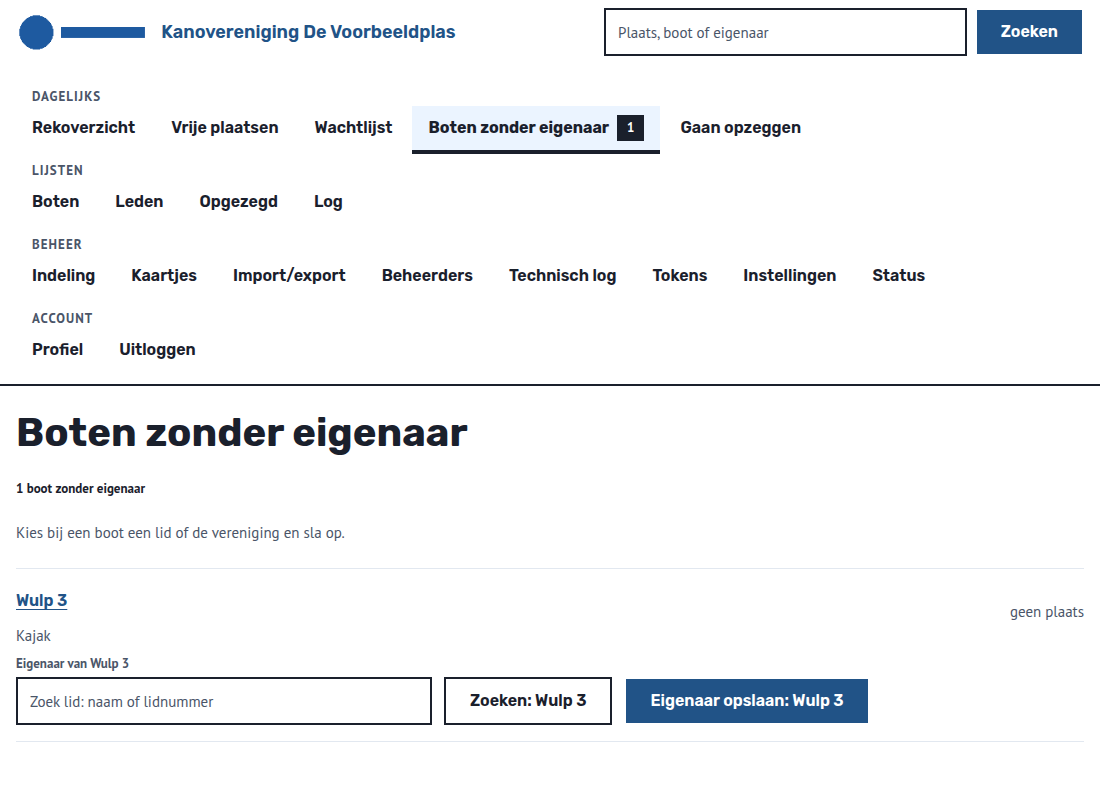 Kanovereniging De Voorbeeldplas
Plaats, boot of eigenaar
Zoeken
DAGELIJKS
Rekoverzicht Vrije plaatsen Wachtlijst Boten zonder eigenaar 1 Gaan opzeggen
LIJSTEN
Boten Leden Opgezegd Log
BEHEER
Indeling Kaartjes Import/export Beheerders Technisch log Tokens Instellingen Status
ACCOUNT
Profiel Uitloggen
Boten zonder eigenaar
1 boot zonder eigenaar
Kies bij een boot een lid of de vereniging en sla op.
Wulp 3
geen plaats
Kajak
Eigenaar van Wulp 3
Zoek lid: naam of lidnummer
Zoeken: Wulp 3
Eigenaar opslaan: Wulp 3